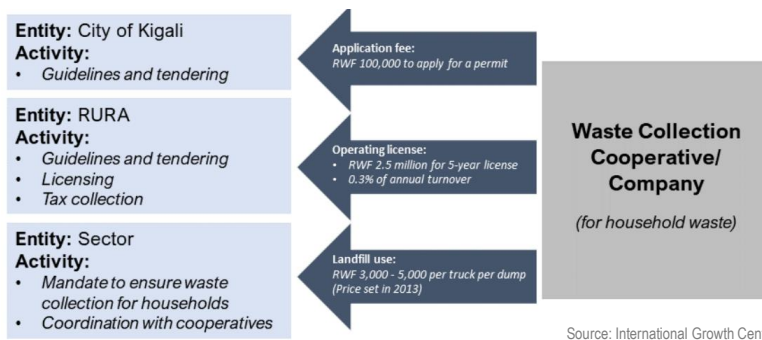 Entity: City of Kigali
Activity:
• Guidelines and tendering
Application fee:
RWF 100,000 to apply for a permit
Entity: RURA
Activity:
• Guidelines and tendering
• Licensing
• Tax collection
Operating license:
• RWF 2.5 million for 5-year license
• 0.3% of annual turnover
Entity: Sector
Activity:
• Mandate to ensure waste
collection for households
• Coordination with cooperatives
Landfill use:
RWF 3,000 - 5,000 per truck per dump
(Price set in 2013)
Waste Collection
Cooperative/
Company
(for household waste)
Source: International Growth Cen